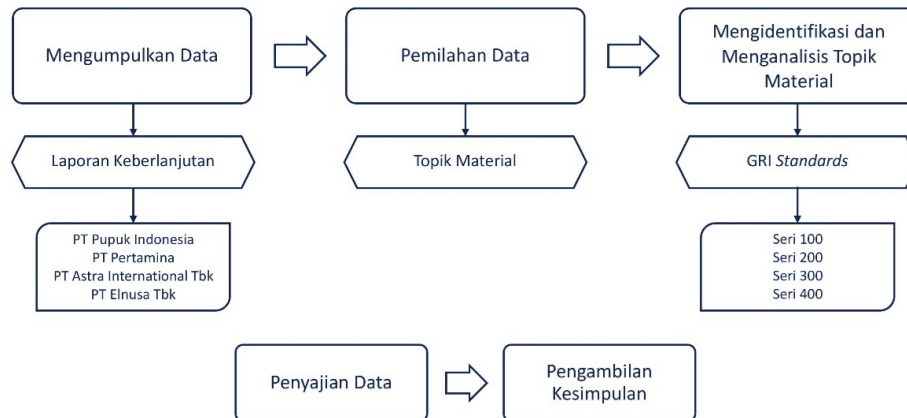 Mengumpulkan Data
Pemilahan Data
Mengidentifikasi dan
Menganalisis Topik
Material
Laporan Keberlanjutan
Topik Material
GRI Standards
PT Pupuk Indonesia
PT Pertamina
PT Astra International Tbk
PT Elnusa Tbk
Seri 100
Seri 200
Seri 300
Seri 400
Penyajian Data
Pengambilan
Kesimpulan